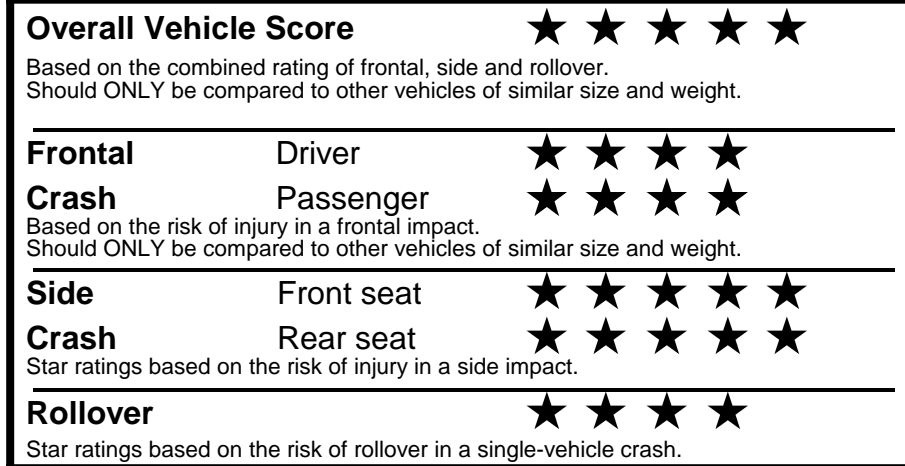 Overall Vehicle Score ★ ★ ★ ★ ★
Based on the combined rating of frontal, side and rollover.
Should ONLY be compared to other vehicles of similar size and weight.
Frontal Driver ★ ★ ★ ★
Crash Passenger ★ ★ ★ ★
Based on the risk of injury in a frontal impact.
Should ONLY be compared to other vehicles of similar size and weight.
Side Front seat ★ ★ ★ ★ ★
Crash Rear seat ★ ★ ★ ★ ★
Star ratings based on the risk of injury in a side impact.
Rollover ★ ★ ★ ★
Star ratings based on the risk of rollover in a single-vehicle crash.